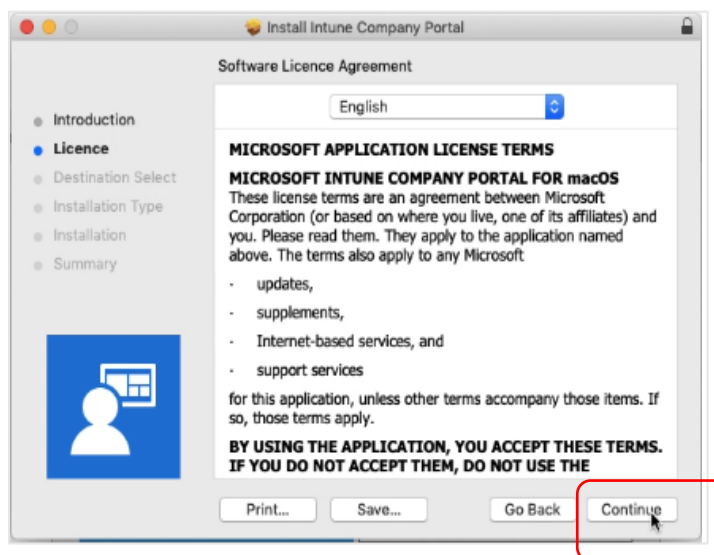 Install Intune Company Portal
Software Licence Agreement
Introduction
Licence
Destination Select
Installation Type
Installation
Summary
English
MICROSOFT APPLICATION LICENSE TERMS
MICROSOFT INTUNE COMPANY PORTAL FOR macOS
These license terms are an agreement between Microsoft
Corporation (or based on where you live, one of its affiliates) and
you. Please read them. They apply to the application named
above. The terms also apply to any Microsoft
· updates,
· supplements,
· Internet-based services, and
· support services
for this application, unless other terms accompany those items. If
so, those terms apply.
BY USING THE APPLICATION, YOU ACCEPT THESE TERMS.
IF YOU DO NOT ACCEPT THEM, DO NOT USE THE
Print...
Save...
Go Back
Continue